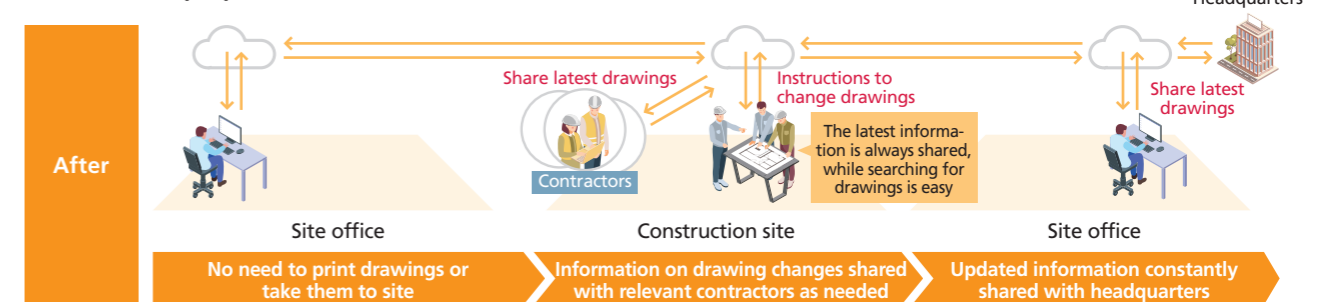 Headquarters
After
Share latest drawings
Contractors
Instructions to
change drawings
The latest informa-
tion is always shared,
while searching for
drawings is easy
Share latest
drawings
Site office
Construction site
Site office
No need to print drawings or
take them to site
Information on drawing changes shared
with relevant contractors as needed
Updated information constantly
shared with headquarters